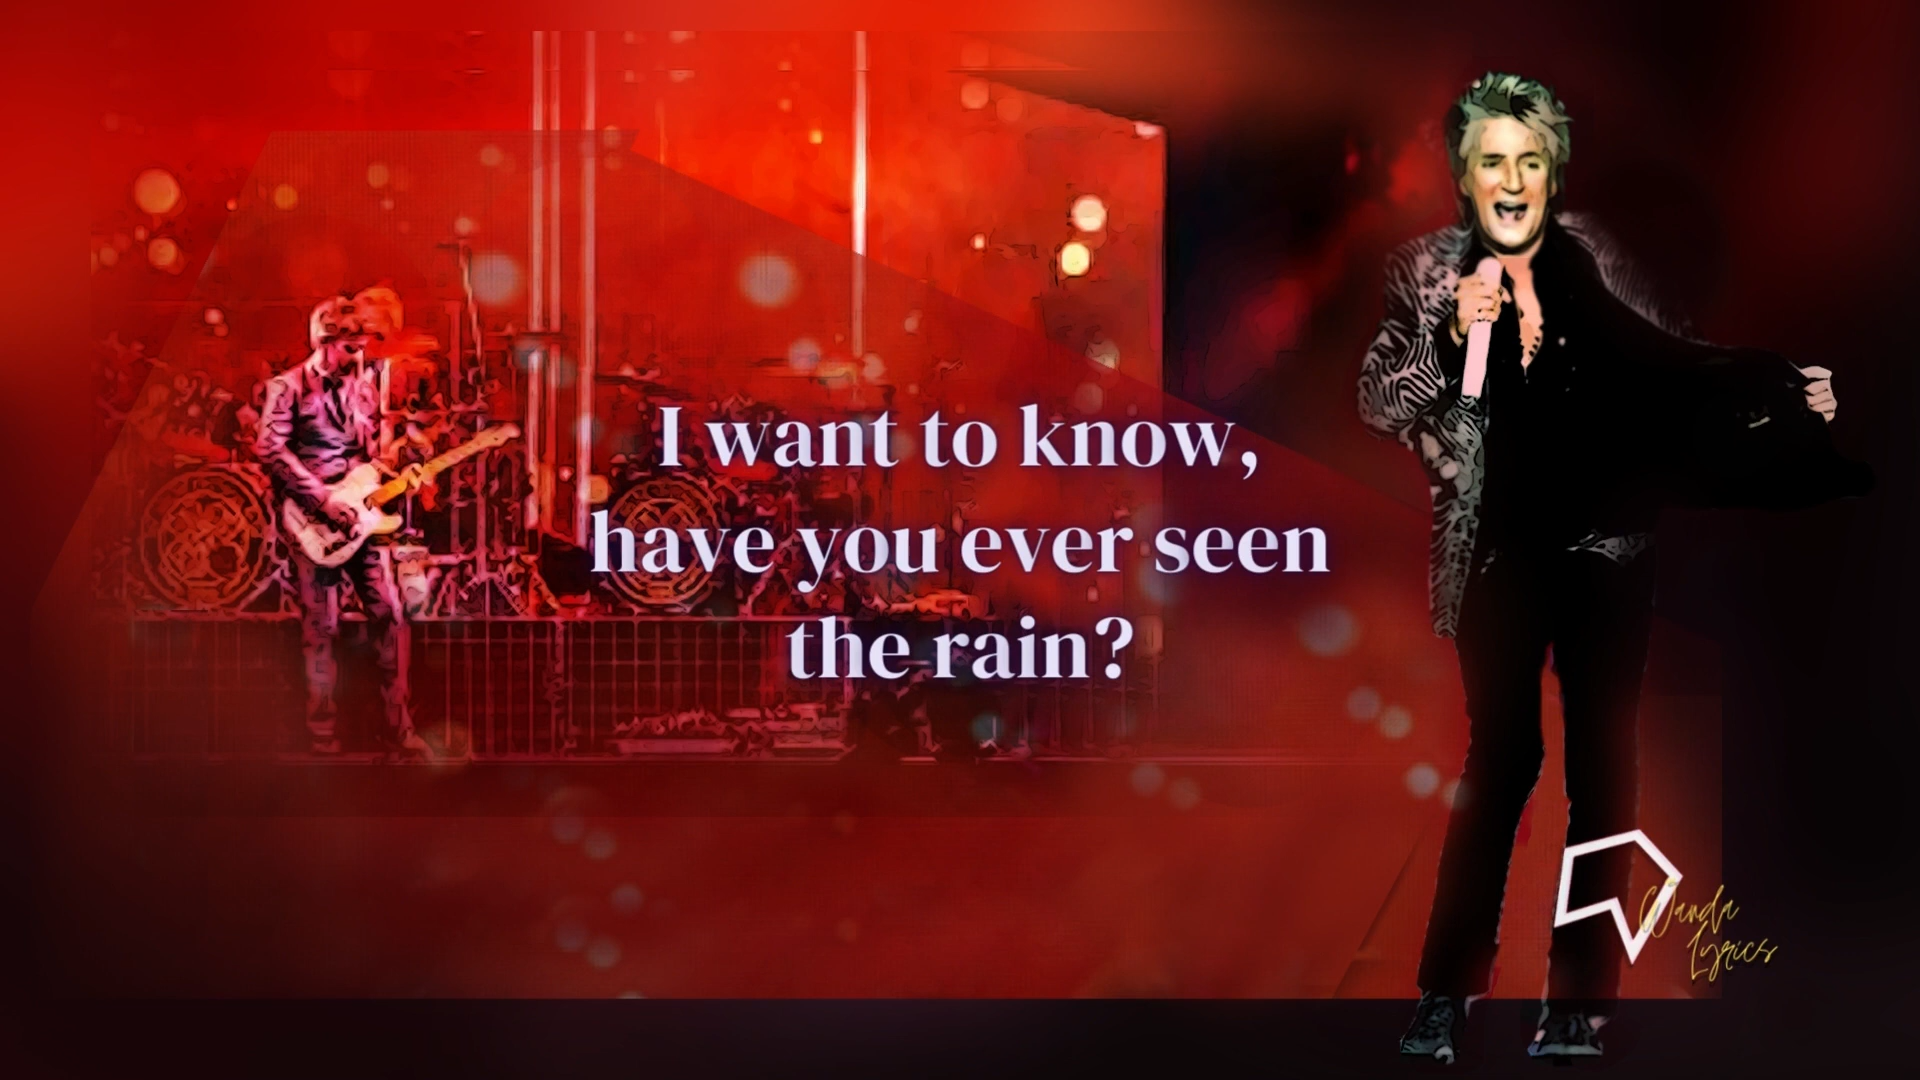 I want to know,
have you ever seen
the rain?
Wanda
Lyrics